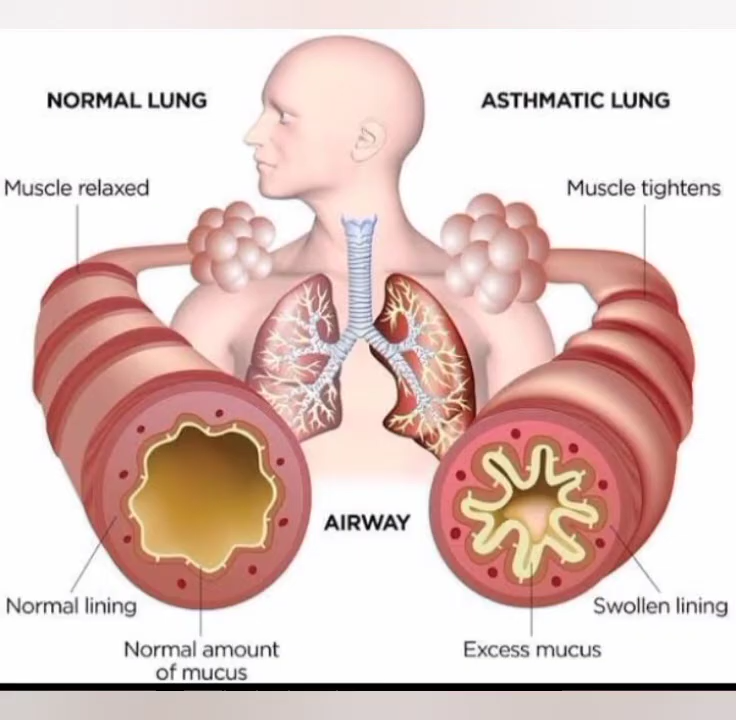 NORMAL LUNG
ASTHMATIC LUNG
Muscle relaxed
Muscle tightens
AIRWAY
Normal lining
Swollen lining
Normal amount
of mucus
Excess mucus